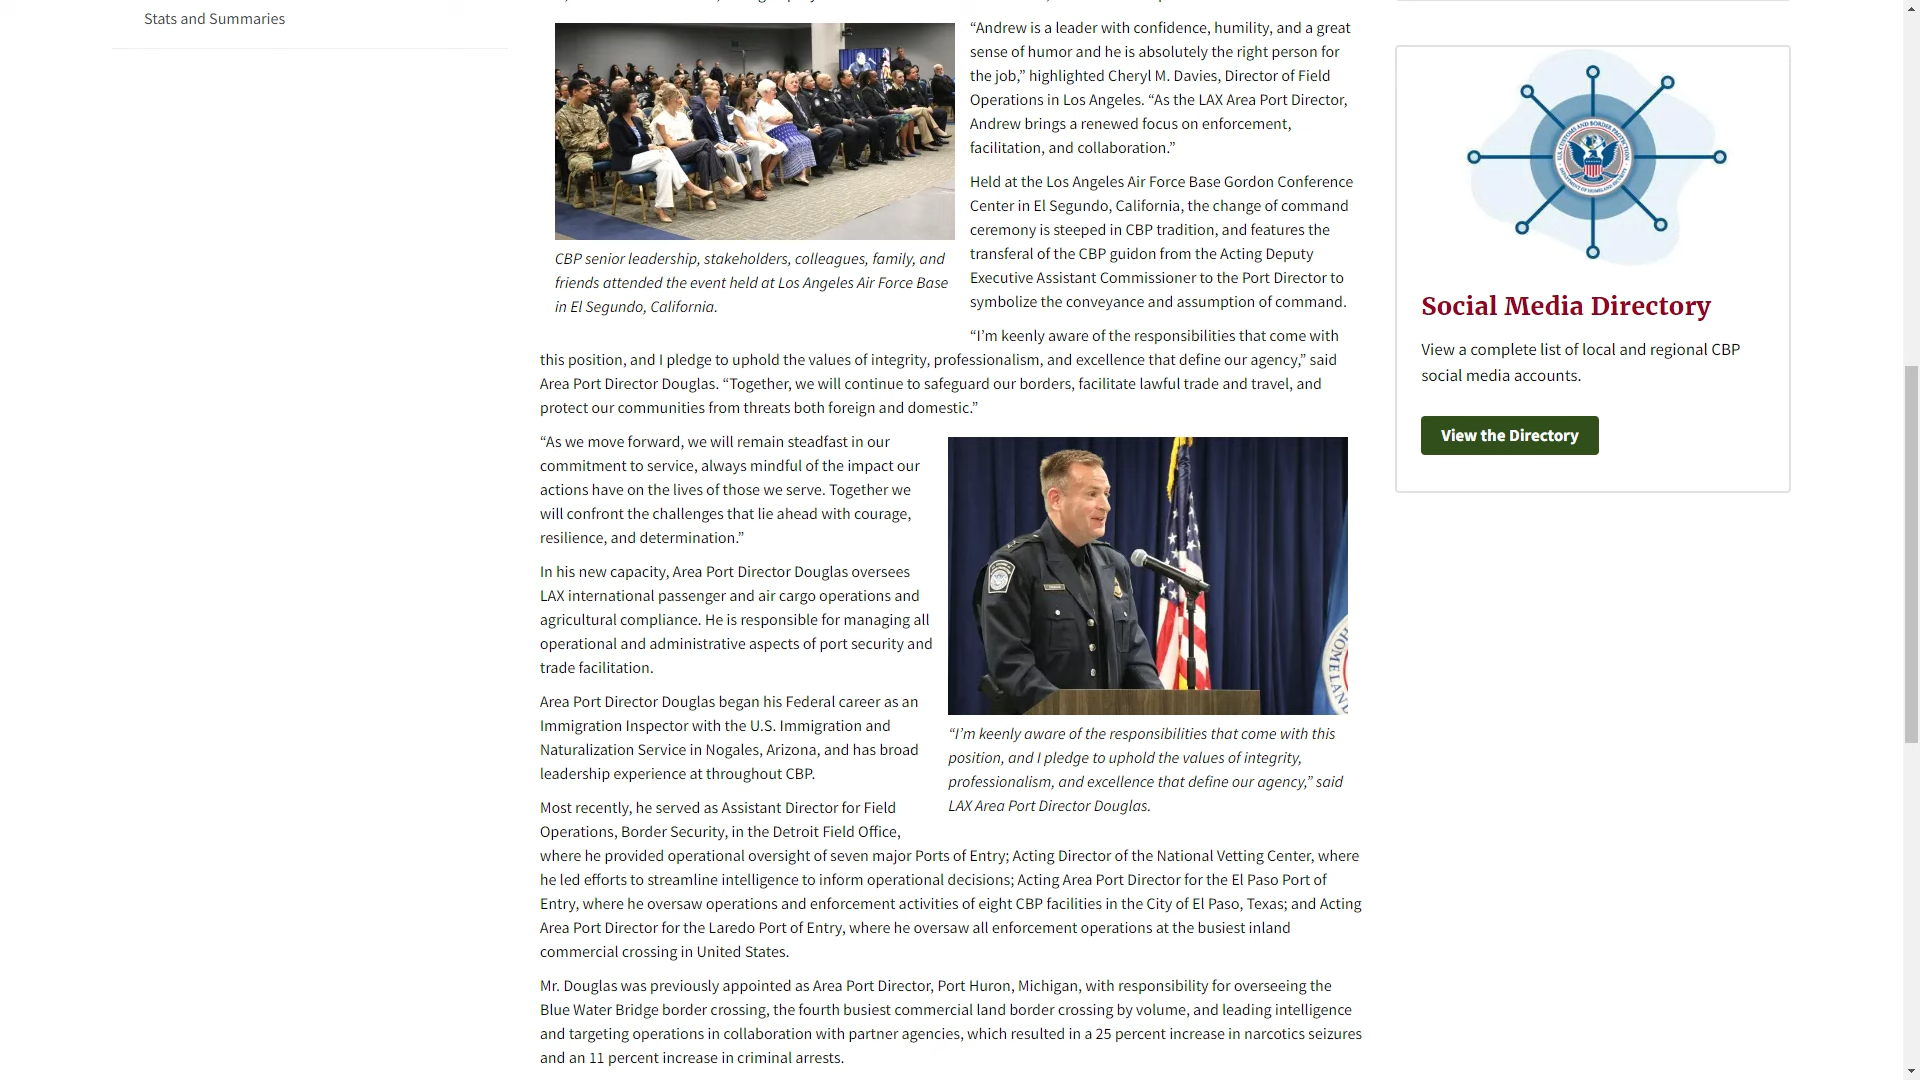 Stats and Summaries
“Andrew is a leader with confidence, humility, and a great
sense of humor and he is absolutely the right person for
the job,” highlighted Cheryl M. Davies, Director of Field
Operations in Los Angeles. “As the LAX Area Port Director,
Andrew brings a renewed focus on enforcement,
facilitation, and collaboration.”
CBP senior leadership, stakeholders, colleagues, family, and
friends attended the event held at Los Angeles Air Force Base
in El Segundo, California.
Held at the Los Angeles Air Force Base Gordon Conference
Center in El Segundo, California, the change of command
ceremony is steeped in CBP tradition, and features the
transferal of the CBP guidon from the Acting Deputy
Executive Assistant Commissioner to the Port Director to
symbolize the conveyance and assumption of command.
“I’m keenly aware of the responsibilities that come with
this position, and I pledge to uphold the values of integrity, professionalism, and excellence that define our agency,” said
Area Port Director Douglas. “Together, we will continue to safeguard our borders, facilitate lawful trade and travel, and
protect our communities from threats both foreign and domestic.”
“As we move forward, we will remain steadfast in our
commitment to service, always mindful of the impact our
actions have on the lives of those we serve. Together we
will confront the challenges that lie ahead with courage,
resilience, and determination.”
In his new capacity, Area Port Director Douglas oversees
LAX international passenger and air cargo operations and
agricultural compliance. He is responsible for managing all
operational and administrative aspects of port security and
trade facilitation.
Area Port Director Douglas began his Federal career as an
Immigration Inspector with the U.S. Immigration and
Naturalization Service in Nogales, Arizona, and has broad
leadership experience at throughout CBP.
HOMELAN
“I’m keenly aware of the responsibilities that come with this
position, and I pledge to uphold the values of integrity,
professionalism, and excellence that define our agency,” said
LAX Area Port Director Douglas.
Most recently, he served as Assistant Director for Field
Operations, Border Security, in the Detroit Field Office,
where he provided operational oversight of seven major Ports of Entry; Acting Director of the National Vetting Center, where
he led efforts to streamline intelligence to inform operational decisions; Acting Area Port Director for the El Paso Port of
Entry, where he oversaw operations and enforcement activities of eight CBP facilities in the City of El Paso, Texas; and Acting
Area Port Director for the Laredo Port of Entry, where he oversaw all enforcement operations at the busiest inland
commercial crossing in United States.
Mr. Douglas was previously appointed as Area Port Director, Port Huron, Michigan, with responsibility for overseeing the
Blue Water Bridge border crossing, the fourth busiest commercial land border crossing by volume, and leading intelligence
and targeting operations in collaboration with partner agencies, which resulted in a 25 percent increase in narcotics seizures
and an 11 percent increase in criminal arrests.
U.S. CUSTOMS AND BORDER PROTECTION
DEPARTMENT OF HOMELAND SECURITY
Social Media Directory
View a complete list of local and regional CBP
social media accounts.
View the Directory